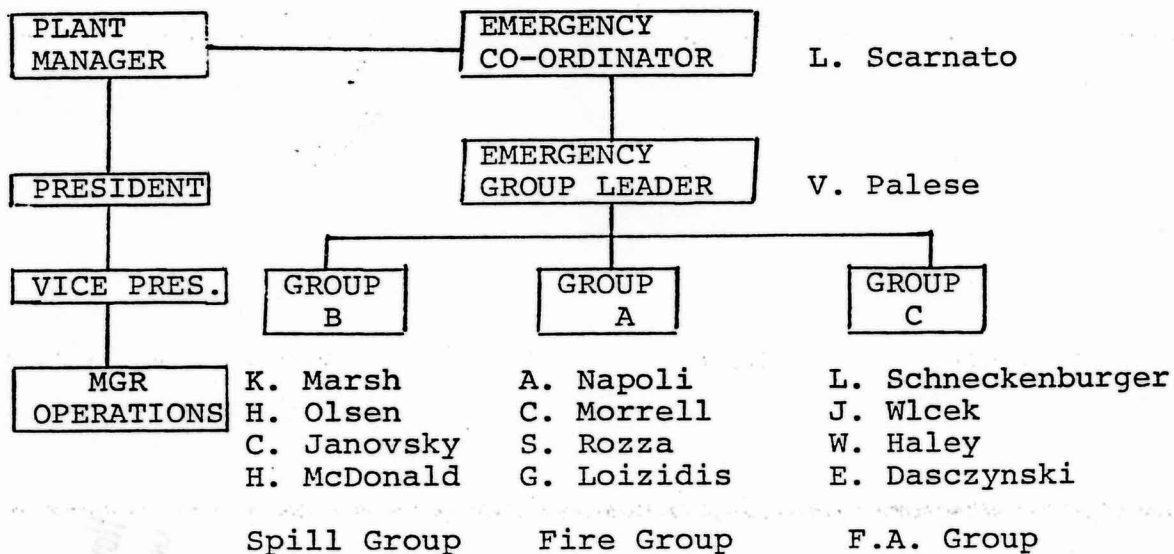 PLANT
MANAGER
EMERGENCY
CO-ORDINATOR
L. Scarnato
PRESIDENT
EMERGENCY
GROUP LEADER
V. Palese
VICE PRES.
GROUP
B
GROUP
A
GROUP
C
MGR
OPERATIONS
K. Marsh
H. Olsen
C. Janovsky
H. McDonald
A. Napoli
C. Morrell
S. Rozza
G. Loizidis
L. Schneckenburger
J. Wlcek
W. Haley
E. Dasczynski
Spill Group
Fire Group
F.A. Group